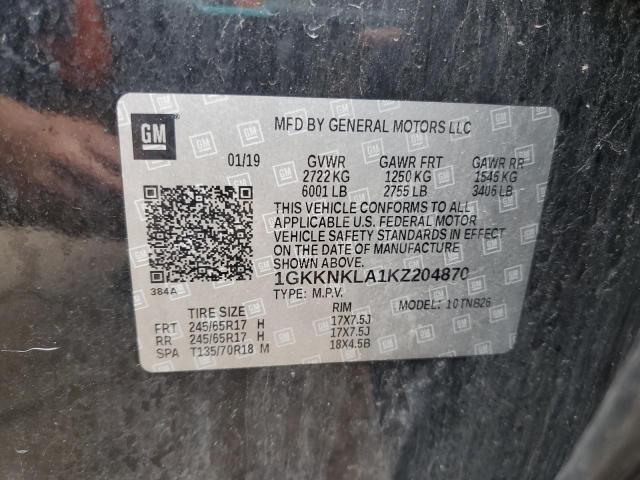 GM
MFD BY GENERAL MOTORS LLC
01/19 GVWR GAWR FRT GAWR RR
2722 KG 1250 KG 1545 KG
6001 LB 2755 LB 3406 LB
THIS VEHICLE CONFORMS TO ALL
APPLICABLE U.S. FEDERAL MOTOR
VEHICLE SAFETY STANDARDS IN EFFECT
ON THE DATE OF MANUFACTURE
SHOWN ABOVE.
1GKKNKLA1KZ204870
TYPE: M.P.V. MODEL: 10TNB26
384A
TIRE SIZE RIM
FRT 245/65R17 H 17X7.5J
RR 245/65R17 H 17X7.5J
SPA T135/70R18 M 18X4.5B